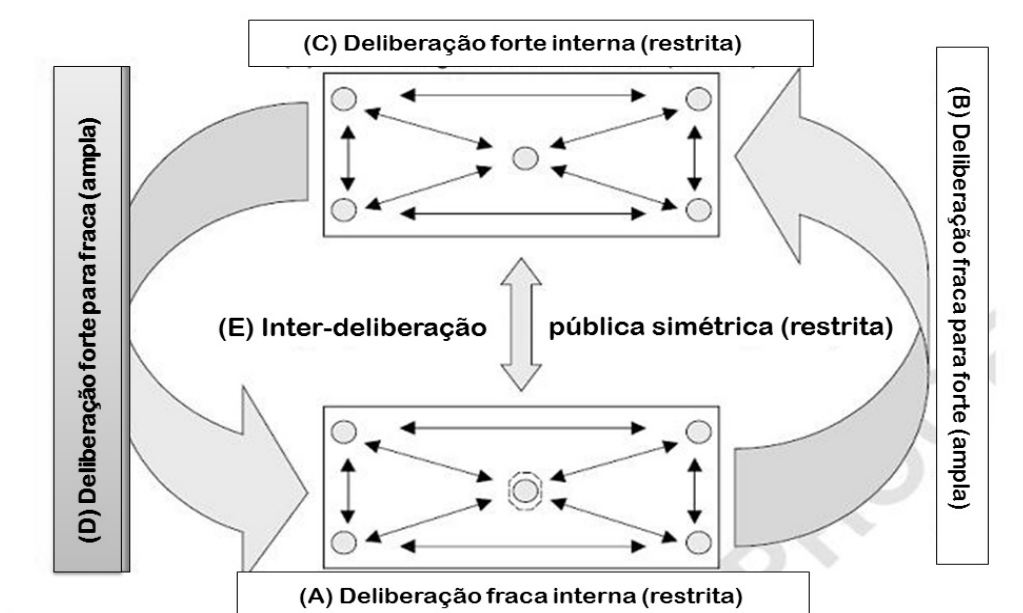 (C) Deliberação forte interna (restrita)
(D) Deliberação forte para fraca (ampla)
(B) Deliberação fraca para forte (ampla)
(E) Inter-deliberação pública simétrica (restrita)
(A) Deliberação fraca interna (restrita)